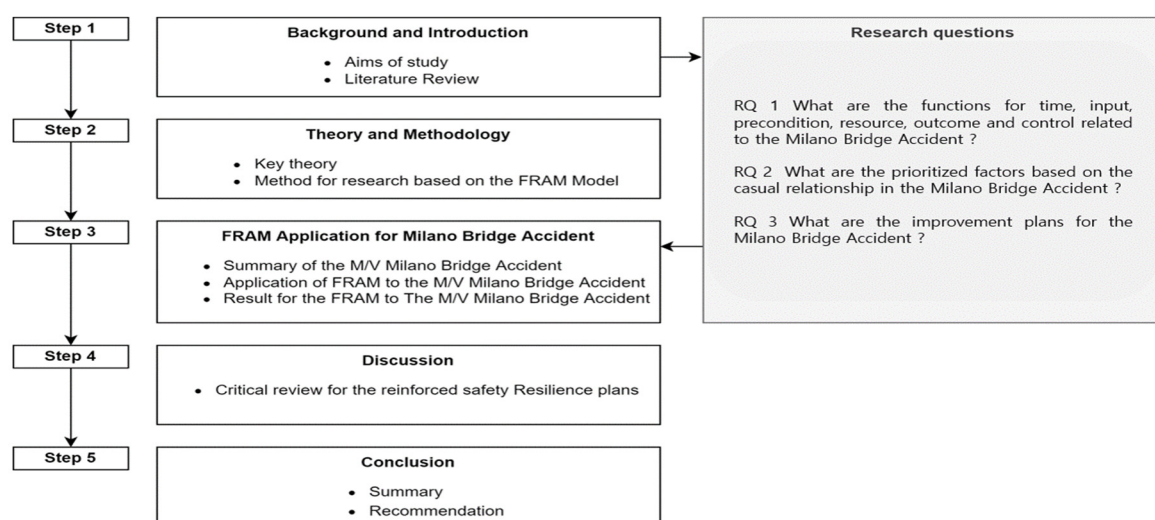 Step 1
Background and Introduction
• Aims of study
• Literature Review
Research questions
RQ 1 What are the functions for time, input,
precondition, resource, outcome and control related
to the Milano Bridge Accident ?
RQ 2 What are the prioritized factors based on the
casual relationship in the Milano Bridge Accident ?
RQ 3 What are the improvement plans for the
Milano Bridge Accident ?
Step 2
Theory and Methodology
• Key theory
• Method for research based on the FRAM Model
Step 3
FRAM Application for Milano Bridge Accident
• Summary of the M/V Milano Bridge Accident
• Application of FRAM to the M/V Milano Bridge Accident
• Result for the FRAM to The M/V Milano Bridge Accident
Step 4
Discussion
• Critical review for the reinforced safety Resilience plans
Step 5
Conclusion
• Summary
• Recommendation